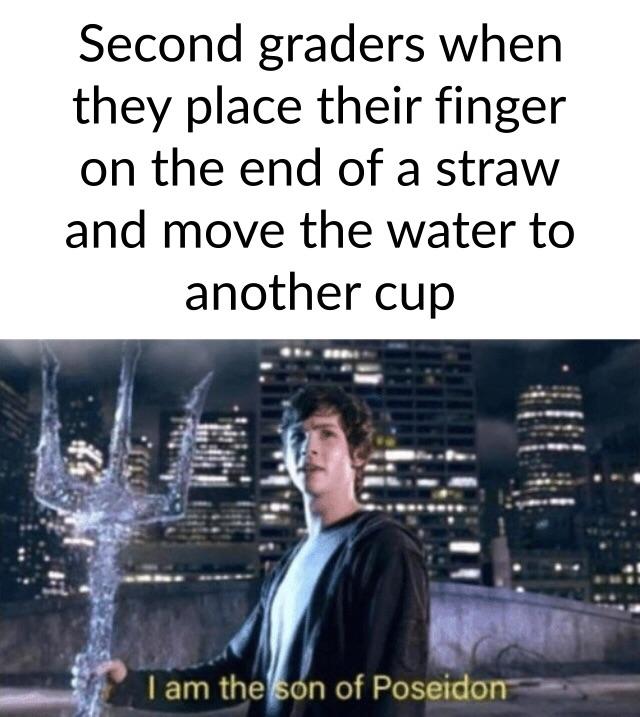 Second graders when
they place their finger
on the end of a straw
and move the water to
another cup
I am the son of Poseidon